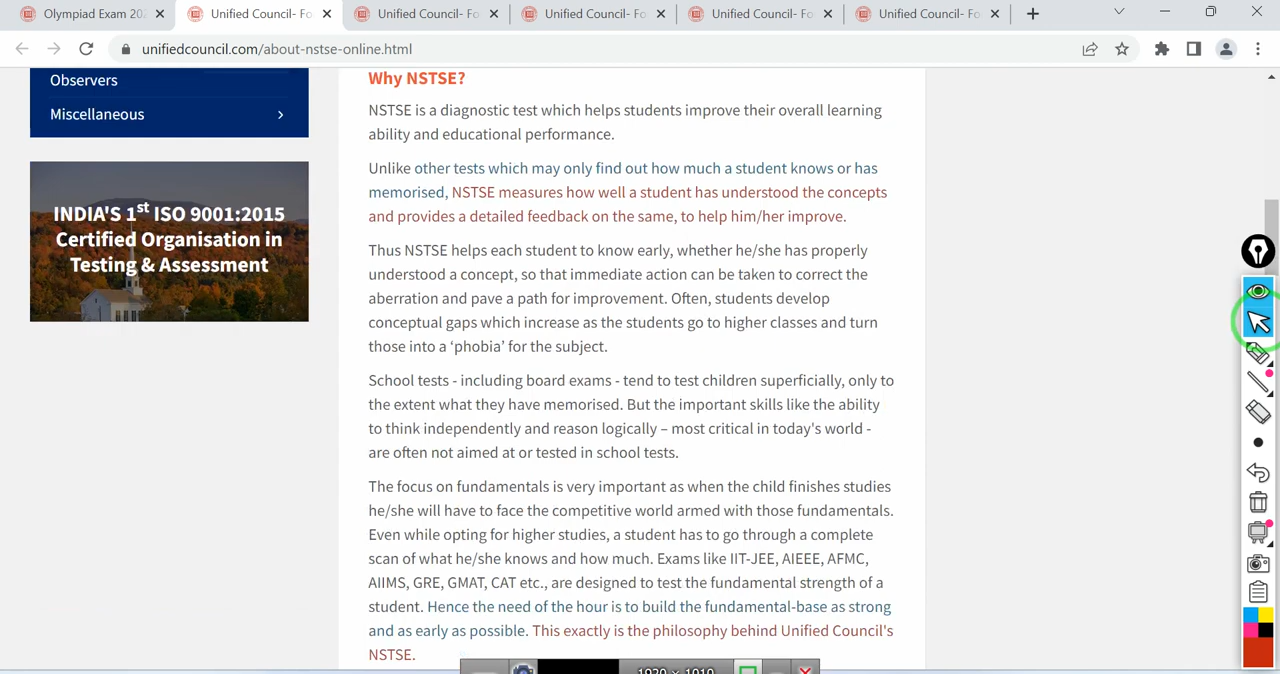 Olympiad Exam 202
Unified Council- Fo
Unified Council- Fo
Unified Council- Fo
Unified Council- Fo
Unified Council- Fo
unifiedcouncil.com/about-nstse-online.html
Observers
Miscellaneous
INDIA'S 1st ISO 9001:2015
Certified Organisation in
Testing & Assessment
Why NSTSE?
NSTSE is a diagnostic test which helps students improve their overall learning
ability and educational performance.
Unlike other tests which may only find out how much a student knows or has
memorised, NSTSE measures how well a student has understood the concepts
and provides a detailed feedback on the same, to help him/her improve.
Thus NSTSE helps each student to know early, whether he/she has properly
understood a concept, so that immediate action can be taken to correct the
aberration and pave a path for improvement. Often, students develop
conceptual gaps which increase as the students go to higher classes and turn
those into a ‘phobia’ for the subject.
School tests - including board exams - tend to test children superficially, only to
the extent what they have memorised. But the important skills like the ability
to think independently and reason logically – most critical in today's world -
are often not aimed at or tested in school tests.
The focus on fundamentals is very important as when the child finishes studies
he/she will have to face the competitive world armed with those fundamentals.
Even while opting for higher studies, a student has to go through a complete
scan of what he/she knows and how much. Exams like IIT-JEE, AIEEE, AFMC,
AIIMS, GRE, GMAT, CAT etc., are designed to test the fundamental strength of a
student. Hence the need of the hour is to build the fundamental-base as strong
and as early as possible. This exactly is the philosophy behind Unified Council's
NSTSE.